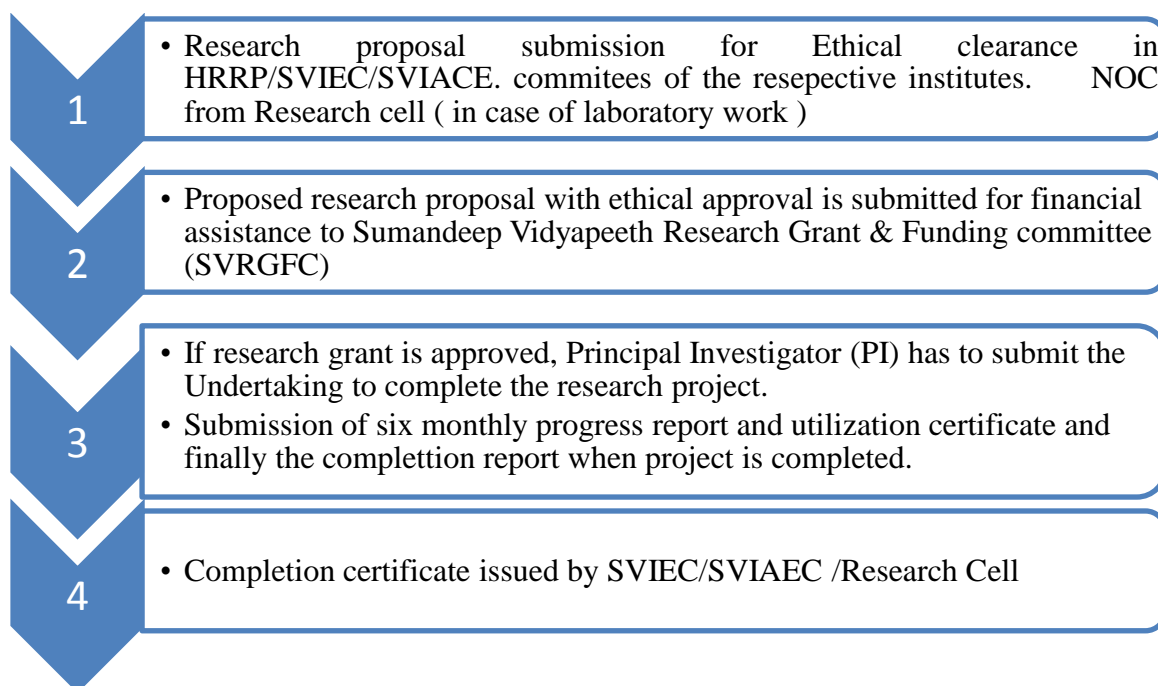 1
• Research proposal submission for Ethical clearance in
HRRP/SVIEC/SVIACE. commitees of the resepective institutes. NOC
from Research cell ( in case of laboratory work )
2
• Proposed research proposal with ethical approval is submitted for financial
assistance to Sumandeep Vidyapeeth Research Grant & Funding committee
(SVRGFC)
3
• If research grant is approved, Principal Investigator (PI) has to submit the
Undertaking to complete the research project.
• Submission of six monthly progress report and utilization certificate and
finally the complettion report when project is completed.
4
• Completion certificate issued by SVIEC/SVIAEC /Research Cell